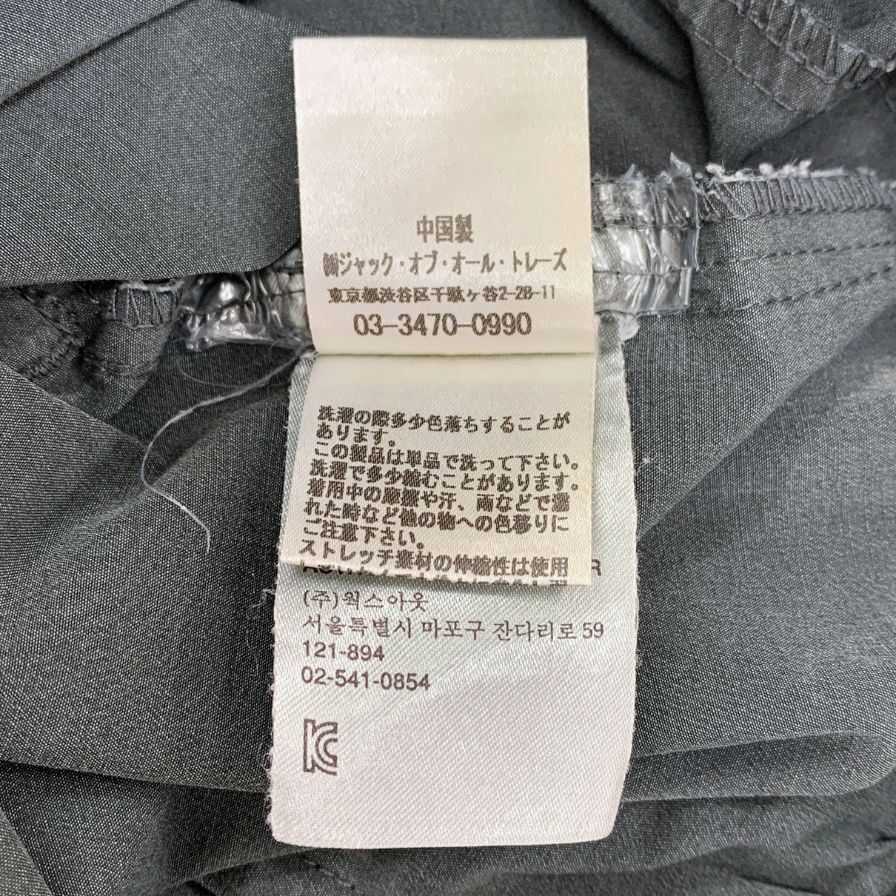 中国製
㈱ジャック・オブ・オール・トレーズ
東京都渋谷区千駄ヶ谷2-28-11
03-3470-0990
洗濯の際多少色落ちすることが
あります。
この製品は単品で洗って下さい。
洗濯で多少縮むことがあります。
着用中の摩擦や汗、雨などで濡
れた時など他の物への色移りに
ご注意下さい。
ストレッチ素材の伸縮性は使用
(주)웍스아웃
서울특별시 마포구 잔다리로 59
121-894
02-541-0854
KC